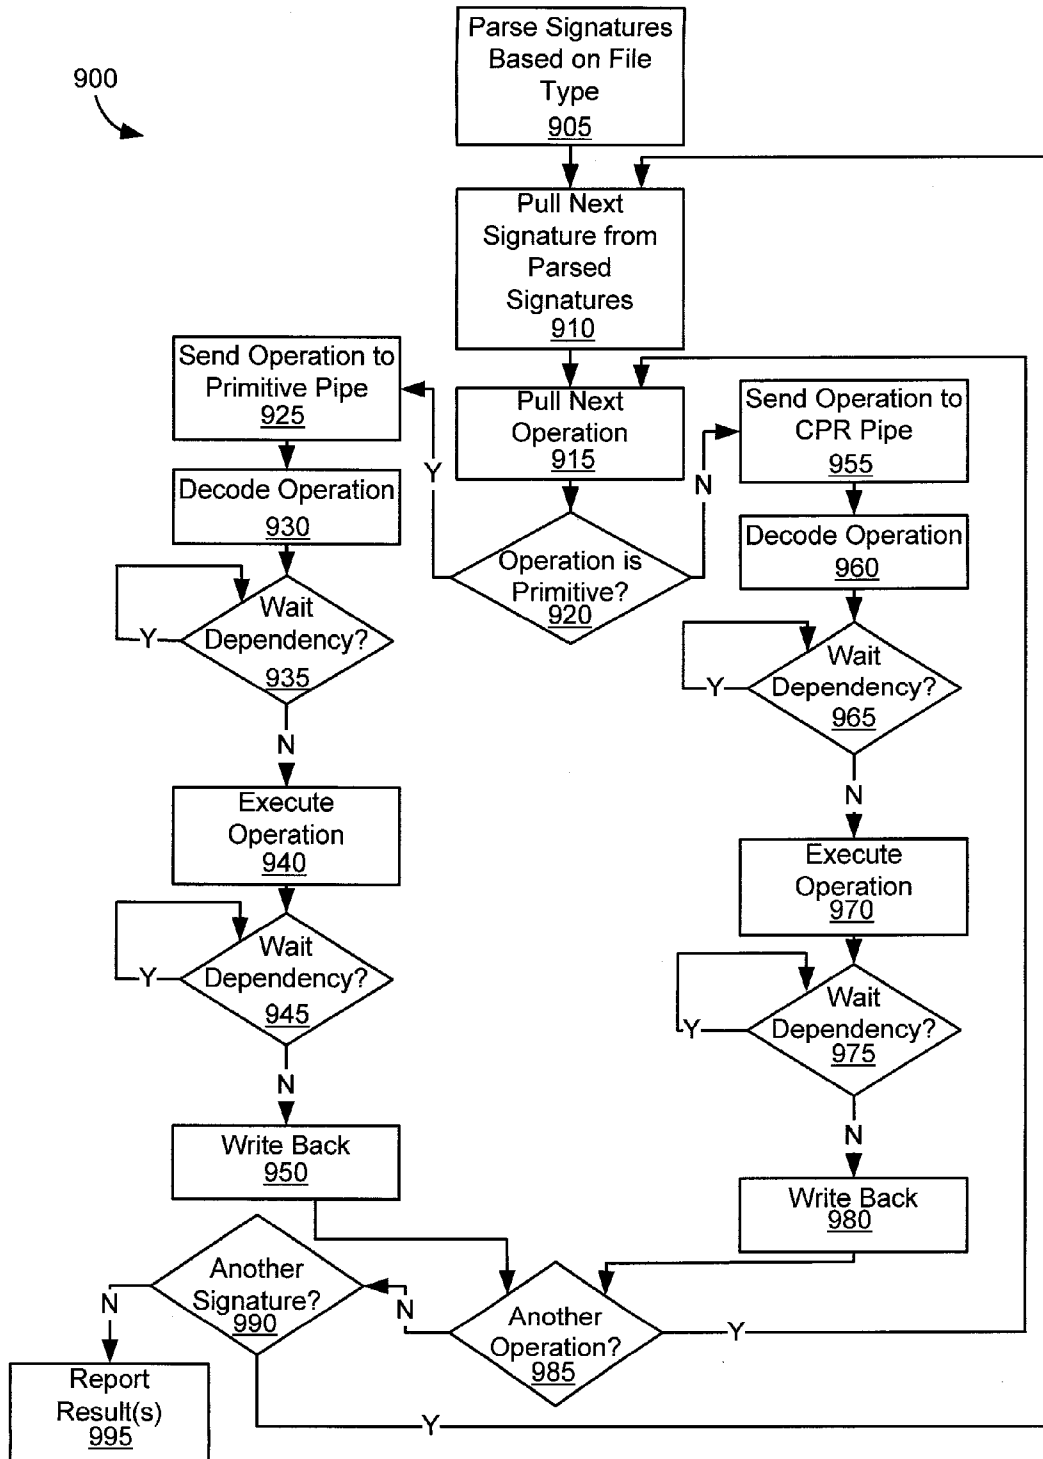 Parse Signatures
Based on File
Type
905
900
Pull Next
Signature from
Parsed
Signatures
910
Send Operation to
Primitive Pipe
925
Pull Next
Operation
915
Send Operation to
CPR Pipe
955
Y
N
Decode Operation
930
Operation is
Primitive?
920
Decode Operation
960
Wait
Dependency?
935
Y
N
Wait
Dependency?
965
Y
N
Execute
Operation
940
Execute
Operation
970
Wait
Dependency?
945
Y
N
Wait
Dependency?
975
Y
N
Write Back
950
Write Back
980
Another
Signature?
990
N
N
Another
Operation?
985
Y
Report
Result(s)
995
Y